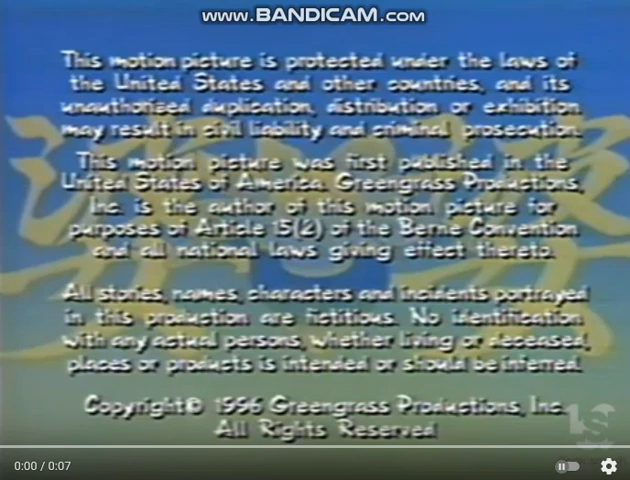 WWW.BANDICAM.COM
This motion picture is protected under the laws of
the United States and other countries, and its
unauthorized duplication, distribution or exhibition
may result in civil liability and criminal prosecution.
This motion picture was first published in the
United States of America. Greengrass Productions,
Inc. is the author of this motion picture for
purposes of Article 15(2) of the Berne Convention
and all national laws giving effect thereto.
All stories, names, characters and incidents portrayed
in this production are fictitious. No identification
with any actual persons, whether living or deceased,
places or products is intended or should be inferred.
Copyright© 1996 Greengrass Productions, Inc.
All Rights Reserved
0:00 / 0:07